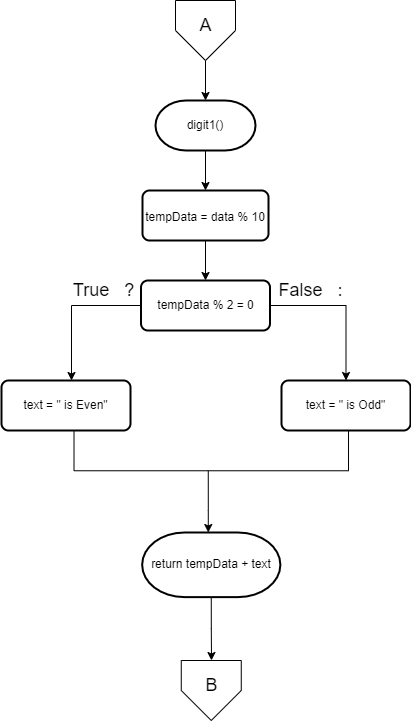 A
digit1()
tempData = data % 10
True ?
False :
tempData % 2 = 0
text = " is Even"
text = " is Odd"
return tempData + text
B